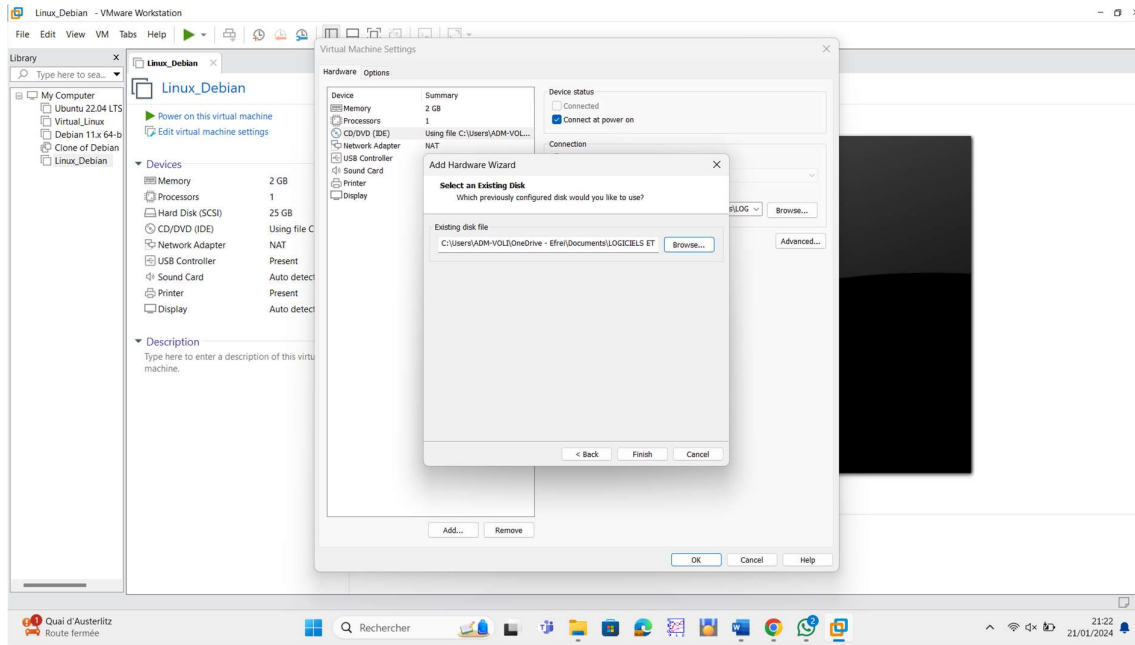 Linux_Debian - VMware Workstation
File Edit View VM Tabs Help
Library
Type here to sea...
My Computer
Ubuntu 22.04 LTS
Virtual_Linux
Debian 11.x 64-b
Clone of Debian
Linux_Debian
Linux_Debian
Linux_Debian
Power on this virtual machine
Edit virtual machine settings
Devices
Memory 2 GB
Processors 1
Hard Disk (SCSI) 25 GB
CD/DVD (IDE) Using file C
Network Adapter NAT
USB Controller Present
Sound Card Auto detect
Printer Present
Display Auto detect
Description
Type here to enter a description of this virtu
machine.
Virtual Machine Settings
Hardware Options
Device Summary
Memory 2 GB
Processors 1
CD/DVD (IDE) Using file C:\Users\ADM-VOL...
Network Adapter NAT
USB Controller
Sound Card
Printer
Display
Device status
Connected
Connect at power on
Connection
s\LOG Browse...
Advanced...
Add Hardware Wizard
Select an Existing Disk
Which previously configured disk would you like to use?
Existing disk file
C:\Users\ADM-VOLI\OneDrive - Efrei\Documents\LOGICIELS ET Browse...
< Back Finish Cancel
Add... Remove
OK Cancel Help
1 Quai d'Austerlitz
Route fermée
Rechercher
2
21:22
21/01/2024